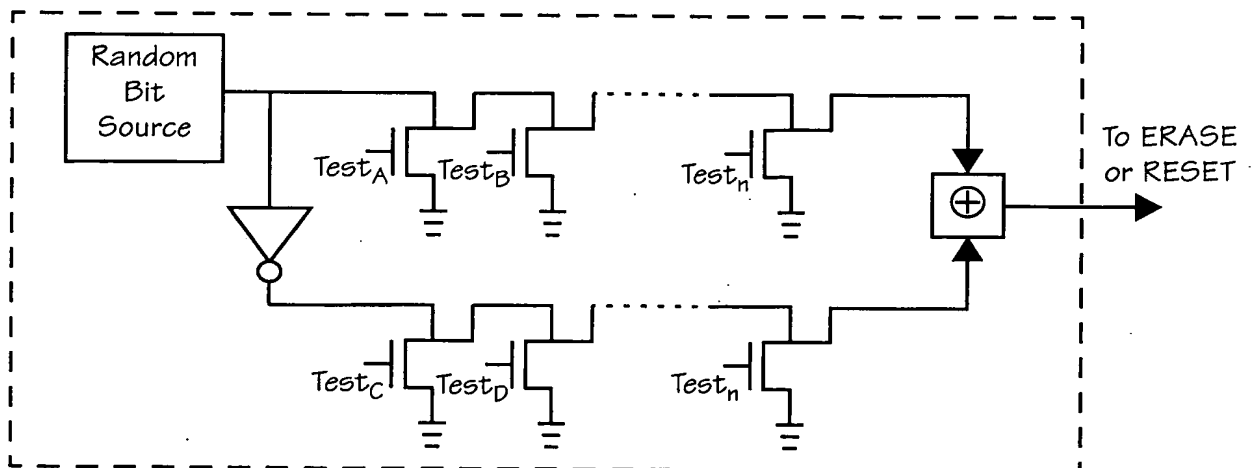 Random
Bit
Source
Test_A
Test_B
Test_n
To ERASE
or RESET
Test_C
Test_D
Test_n